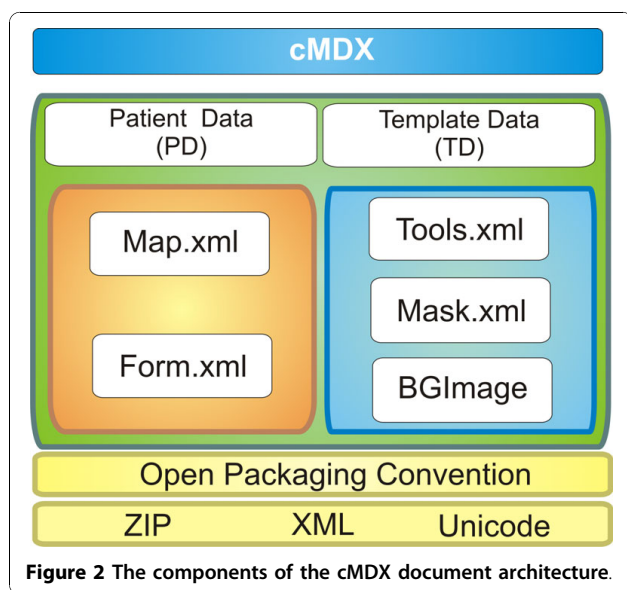 cMDX
Patient Data
(PD)
Template Data
(TD)
Map.xml
Form.xml
Tools.xml
Mask.xml
BGImage
Open Packaging Convention
ZIP XML Unicode
Figure 2 The components of the cMDX document architecture.